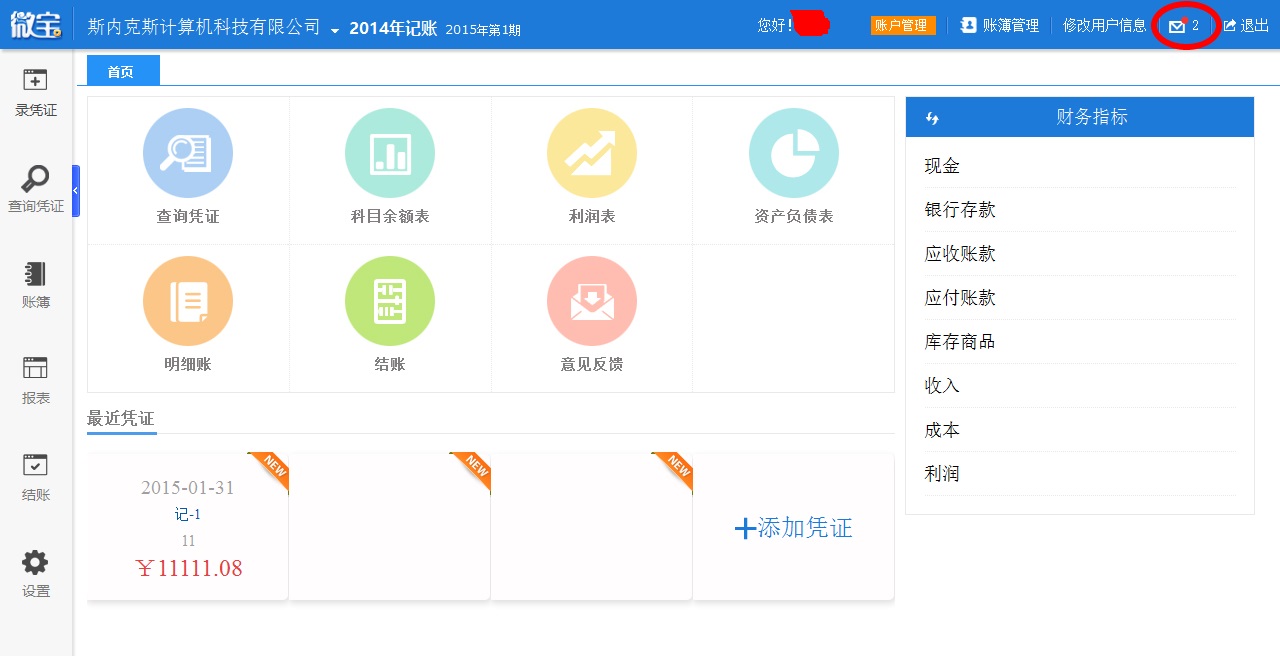 微宝 斯内克斯计算机科技有限公司 2014年记账 2015年第1期 您好! 账户管理 账簿管理 修改用户信息 2 退出
首页
录凭证
查询凭证
账簿
报表
结账
设置
查询凭证 科目余额表 利润表 资产负债表
明细账 结账 意见反馈
最近凭证
NEW NEW NEW
2015-01-31
记-1
11
￥11111.08
添加凭证
财务指标
现金
银行存款
应收账款
应付账款
库存商品
收入
成本
利润